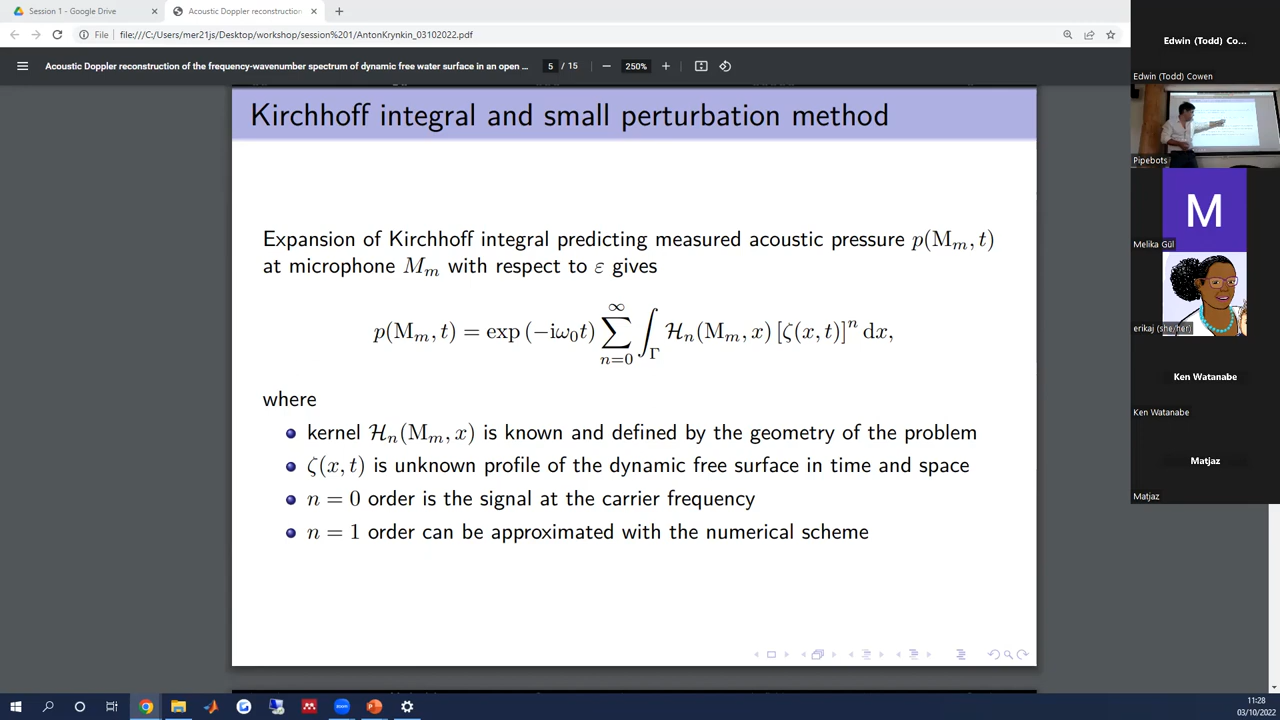 Session 1 - Google Drive
Acoustic Doppler reconstruction
File
file:///C:/Users/mer21js/Desktop/workshop/session%201/AntonKrynkin_03102022.pdf
Acoustic Doppler reconstruction of the frequency-wavenumber spectrum of dynamic free water surface in an open ...
5 / 15
250%
Kirchhoff integral and small perturbation method
Expansion of Kirchhoff integral predicting measured acoustic pressure p(M_m, t)
at microphone M_m with respect to ε gives
p(M_m, t) = exp (−iω_0t) ∑_{n=0}^{∞} ∫_Γ ℋ_n(M_m, x) [ζ(x, t)]^n dx,
where
kernel ℋ_n(M_m, x) is known and defined by the geometry of the problem
ζ(x, t) is unknown profile of the dynamic free surface in time and space
n = 0 order is the signal at the carrier frequency
n = 1 order can be approximated with the numerical scheme
Edwin (Todd) Co...
Edwin (Todd) Cowen
Pipebots
M
Melika Gül
erikaj (she/her)
Ken Watanabe
Ken Watanabe
Matjaz
Matjaz
11:28
03/10/2022